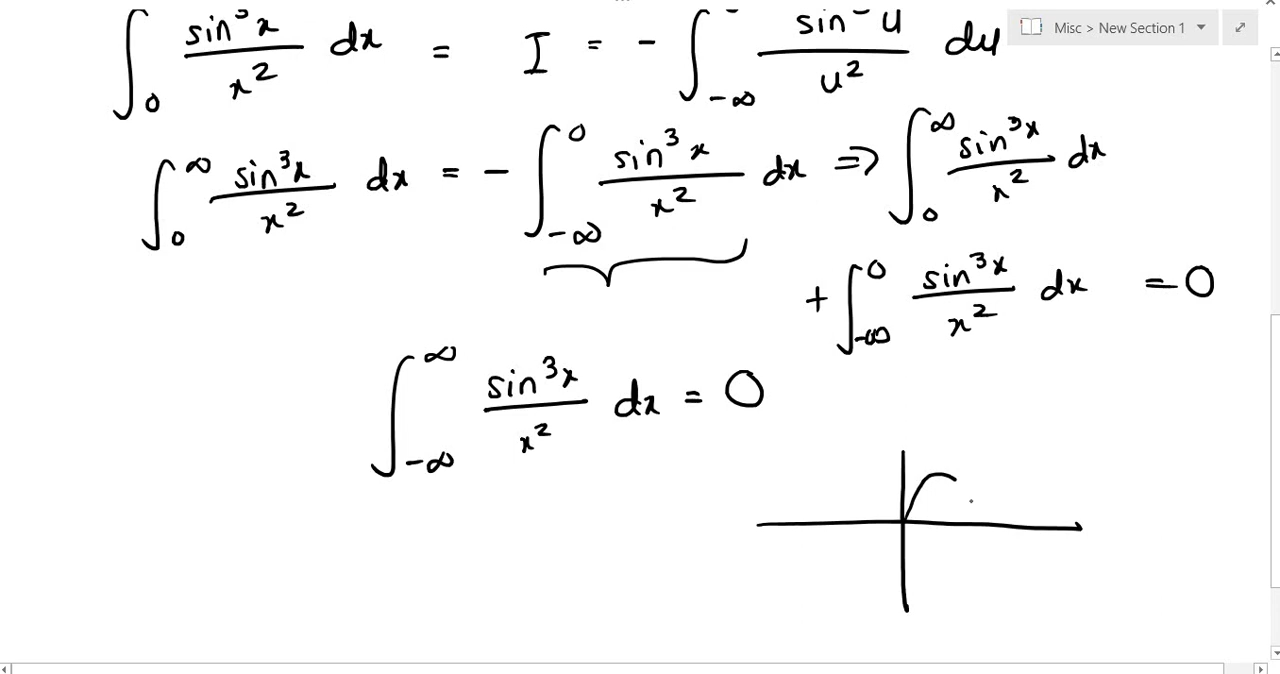 Misc > New Section 1
∫₀ sin³x / x² dx = I = - ∫_{-∞} sin u / u² du
∫₀^∞ sin³x / x² dx = - ∫_{-∞}^0 sin³x / x² dx ⇒ ∫₀^∞ sin³x / x² dx
+ ∫_{-∞}^0 sin³x / x² dx = 0
∫_{-∞}^∞ sin³x / x² dx = 0